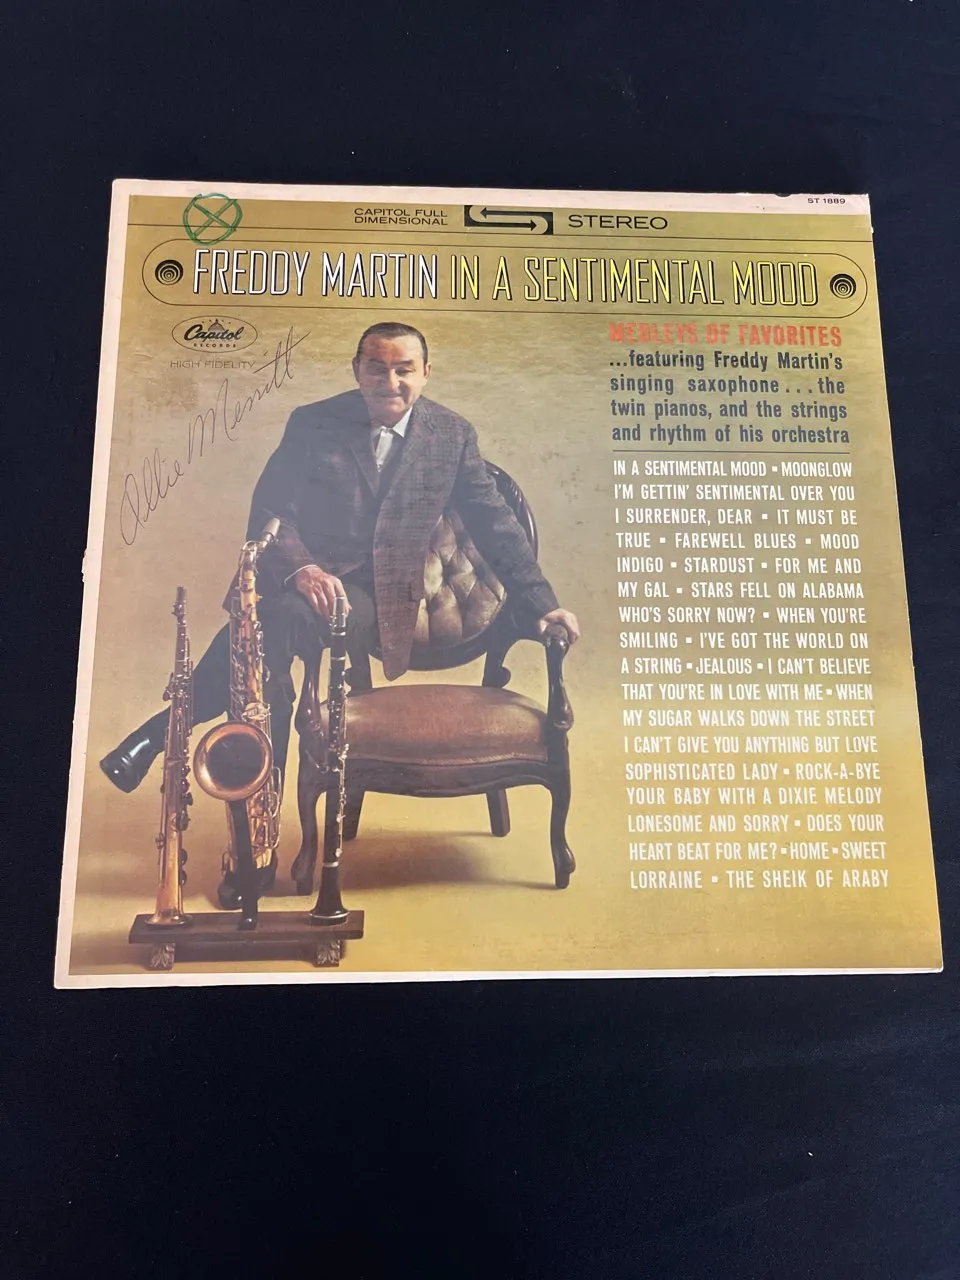 ST 1889
CAPITOL FULL
DIMENSIONAL
STEREO
FREDDY MARTIN IN A SENTIMENTAL MOOD
Capitol
RECORDS
HIGH FIDELITY
Ollie Merritt
MEDLEYS OF FAVORITES
...featuring Freddy Martin's
singing saxophone...the
twin pianos, and the strings
and rhythm of his orchestra
IN A SENTIMENTAL MOOD ▪ MOONGLOW
I'M GETTIN' SENTIMENTAL OVER YOU
I SURRENDER, DEAR ▪ IT MUST BE
TRUE ▪ FAREWELL BLUES ▪ MOOD
INDIGO ▪ STARDUST ▪ FOR ME AND
MY GAL ▪ STARS FELL ON ALABAMA
WHO'S SORRY NOW? ▪ WHEN YOU'RE
SMILING ▪ I'VE GOT THE WORLD ON
A STRING ▪ JEALOUS ▪ I CAN'T BELIEVE
THAT YOU'RE IN LOVE WITH ME ▪ WHEN
MY SUGAR WALKS DOWN THE STREET
I CAN'T GIVE YOU ANYTHING BUT LOVE
SOPHISTICATED LADY ▪ ROCK-A-BYE
YOUR BABY WITH A DIXIE MELODY
LONESOME AND SORRY ▪ DOES YOUR
HEART BEAT FOR ME? ▪ HOME ▪ SWEET
LORRAINE ▪ THE SHEIK OF ARABY